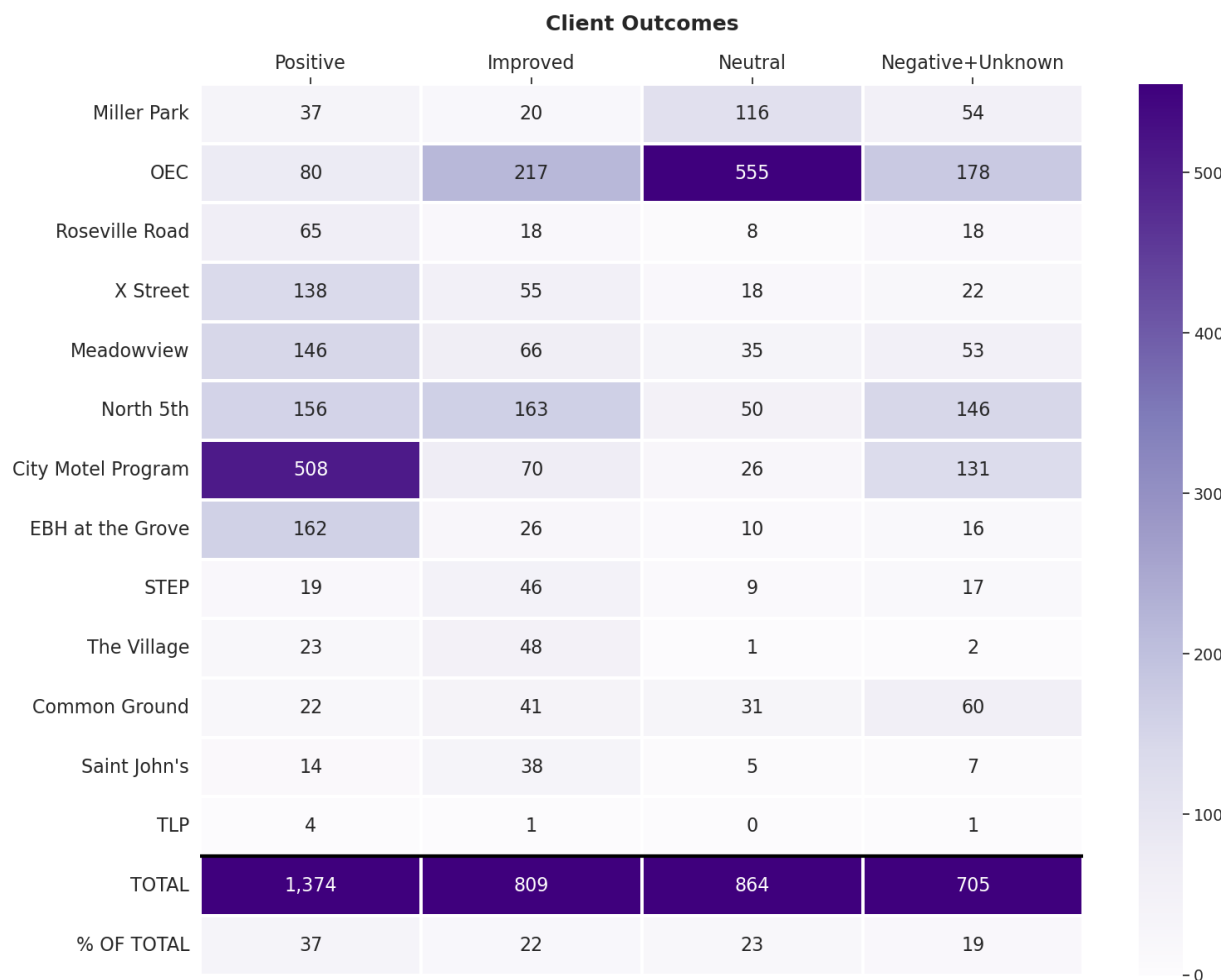 Client Outcomes
Positive Improved Neutral Negative+Unknown
Miller Park 37 20 116 54
OEC 80 217 555 178
Roseville Road 65 18 8 18
X Street 138 55 18 22
Meadowview 146 66 35 53
North 5th 156 163 50 146
City Motel Program 508 70 26 131
EBH at the Grove 162 26 10 16
STEP 19 46 9 17
The Village 23 48 1 2
Common Ground 22 41 31 60
Saint John's 14 38 5 7
TLP 4 1 0 1
TOTAL 1,374 809 864 705
% OF TOTAL 37 22 23 19
500
400
300
200
100
0